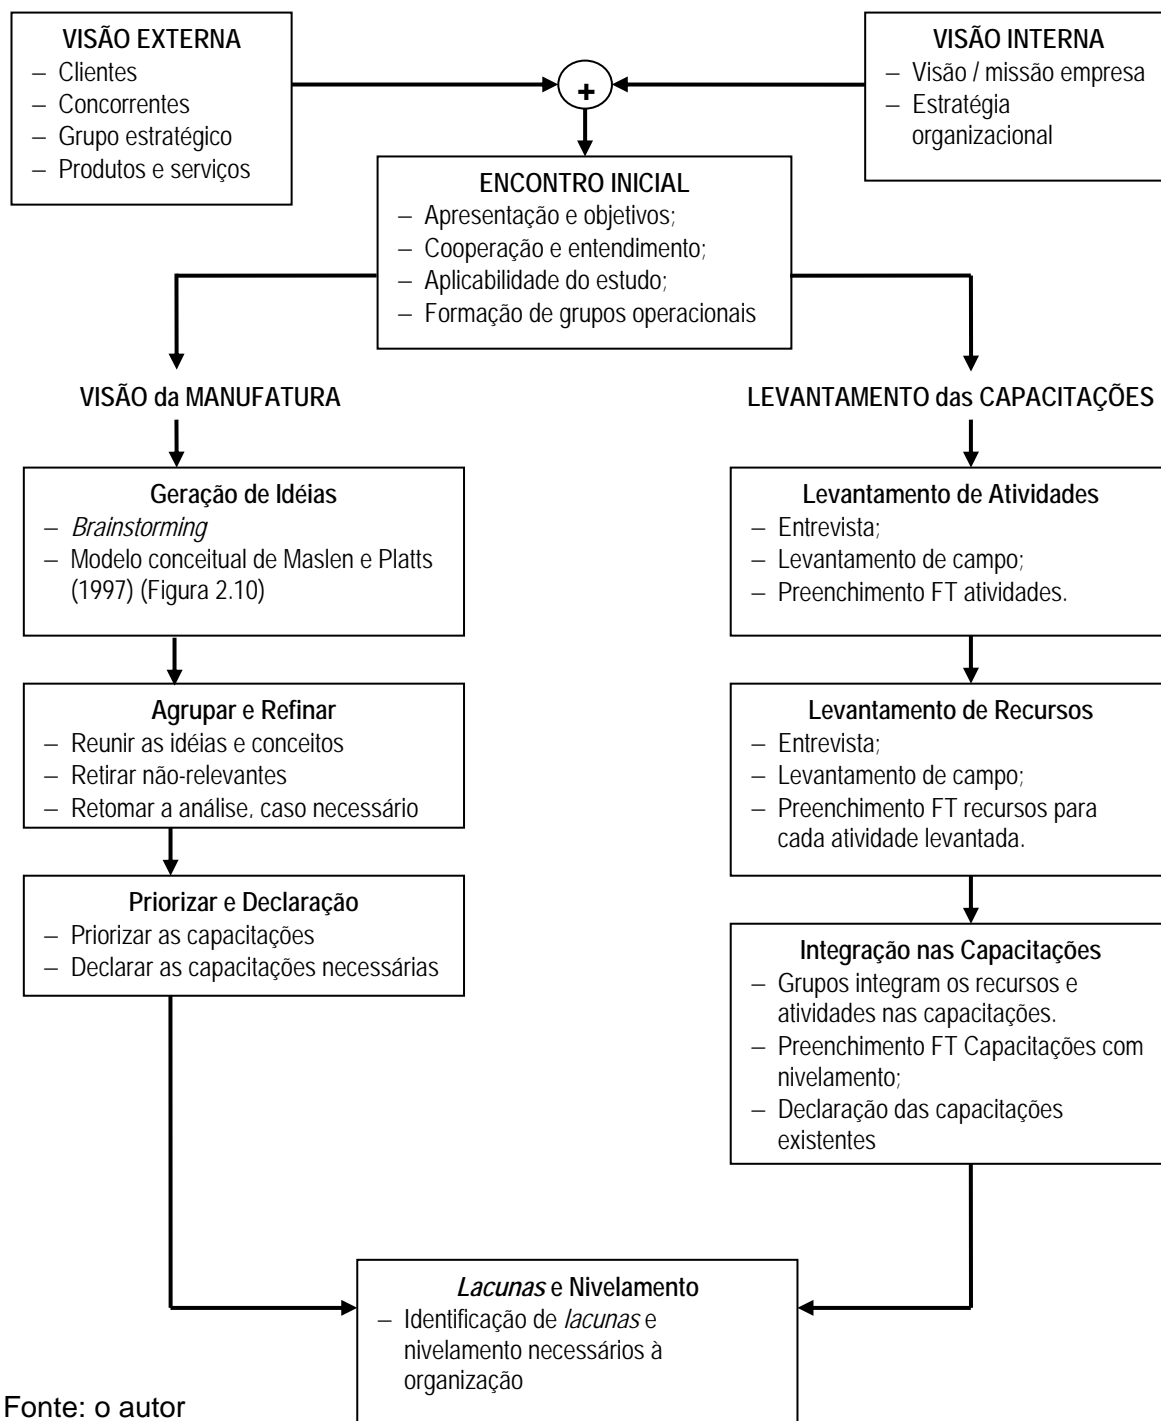 VISÃO EXTERNA
– Clientes
– Concorrentes
– Grupo estratégico
– Produtos e serviços
+
VISÃO INTERNA
– Visão / missão empresa
– Estratégia
organizacional
ENCONTRO INICIAL
– Apresentação e objetivos;
– Cooperação e entendimento;
– Aplicabilidade do estudo;
– Formação de grupos operacionais
VISÃO da MANUFATURA
Geração de Idéias
– Brainstorming
– Modelo conceitual de Maslen e Platts
(1997) (Figura 2.10)
Agrupar e Refinar
– Reunir as idéias e conceitos
– Retirar não-relevantes
– Retomar a análise, caso necessário
Priorizar e Declaração
– Priorizar as capacitações
– Declarar as capacitações necessárias
LEVANTAMENTO das CAPACITAÇÕES
Levantamento de Atividades
– Entrevista;
– Levantamento de campo;
– Preenchimento FT atividades.
Levantamento de Recursos
– Entrevista;
– Levantamento de campo;
– Preenchimento FT recursos para
cada atividade levantada.
Integração nas Capacitações
– Grupos integram os recursos e
atividades nas capacitações.
– Preenchimento FT Capacitações com
nivelamento;
– Declaração das capacitações
existentes
Lacunas e Nivelamento
– Identificação de lacunas e
nivelamento necessários à
organização
Fonte: o autor